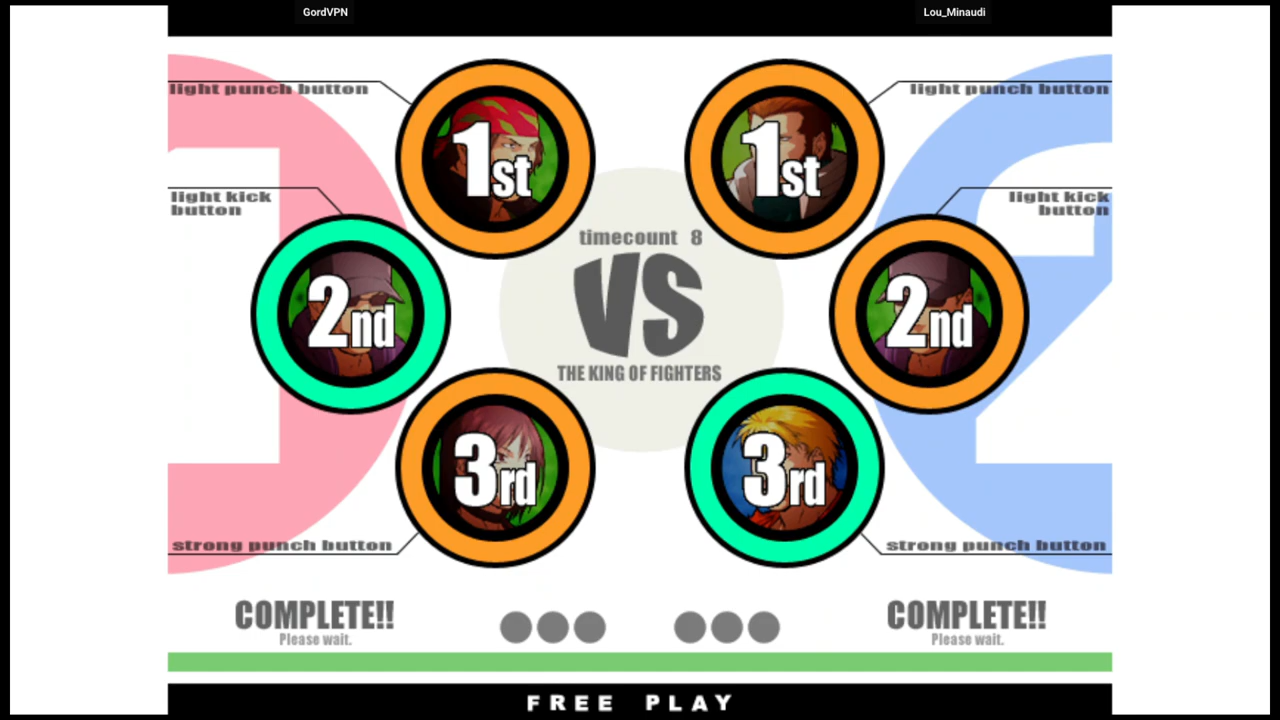 GordVPN
Lou_Minaudi
light punch button
light punch button
1st
1st
light kick
button
light kick
button
timecount 8
VS
THE KING OF FIGHTERS
2nd
2nd
3rd
3rd
strong punch button
strong punch button
COMPLETE!!
Please wait.
COMPLETE!!
Please wait.
FREE PLAY